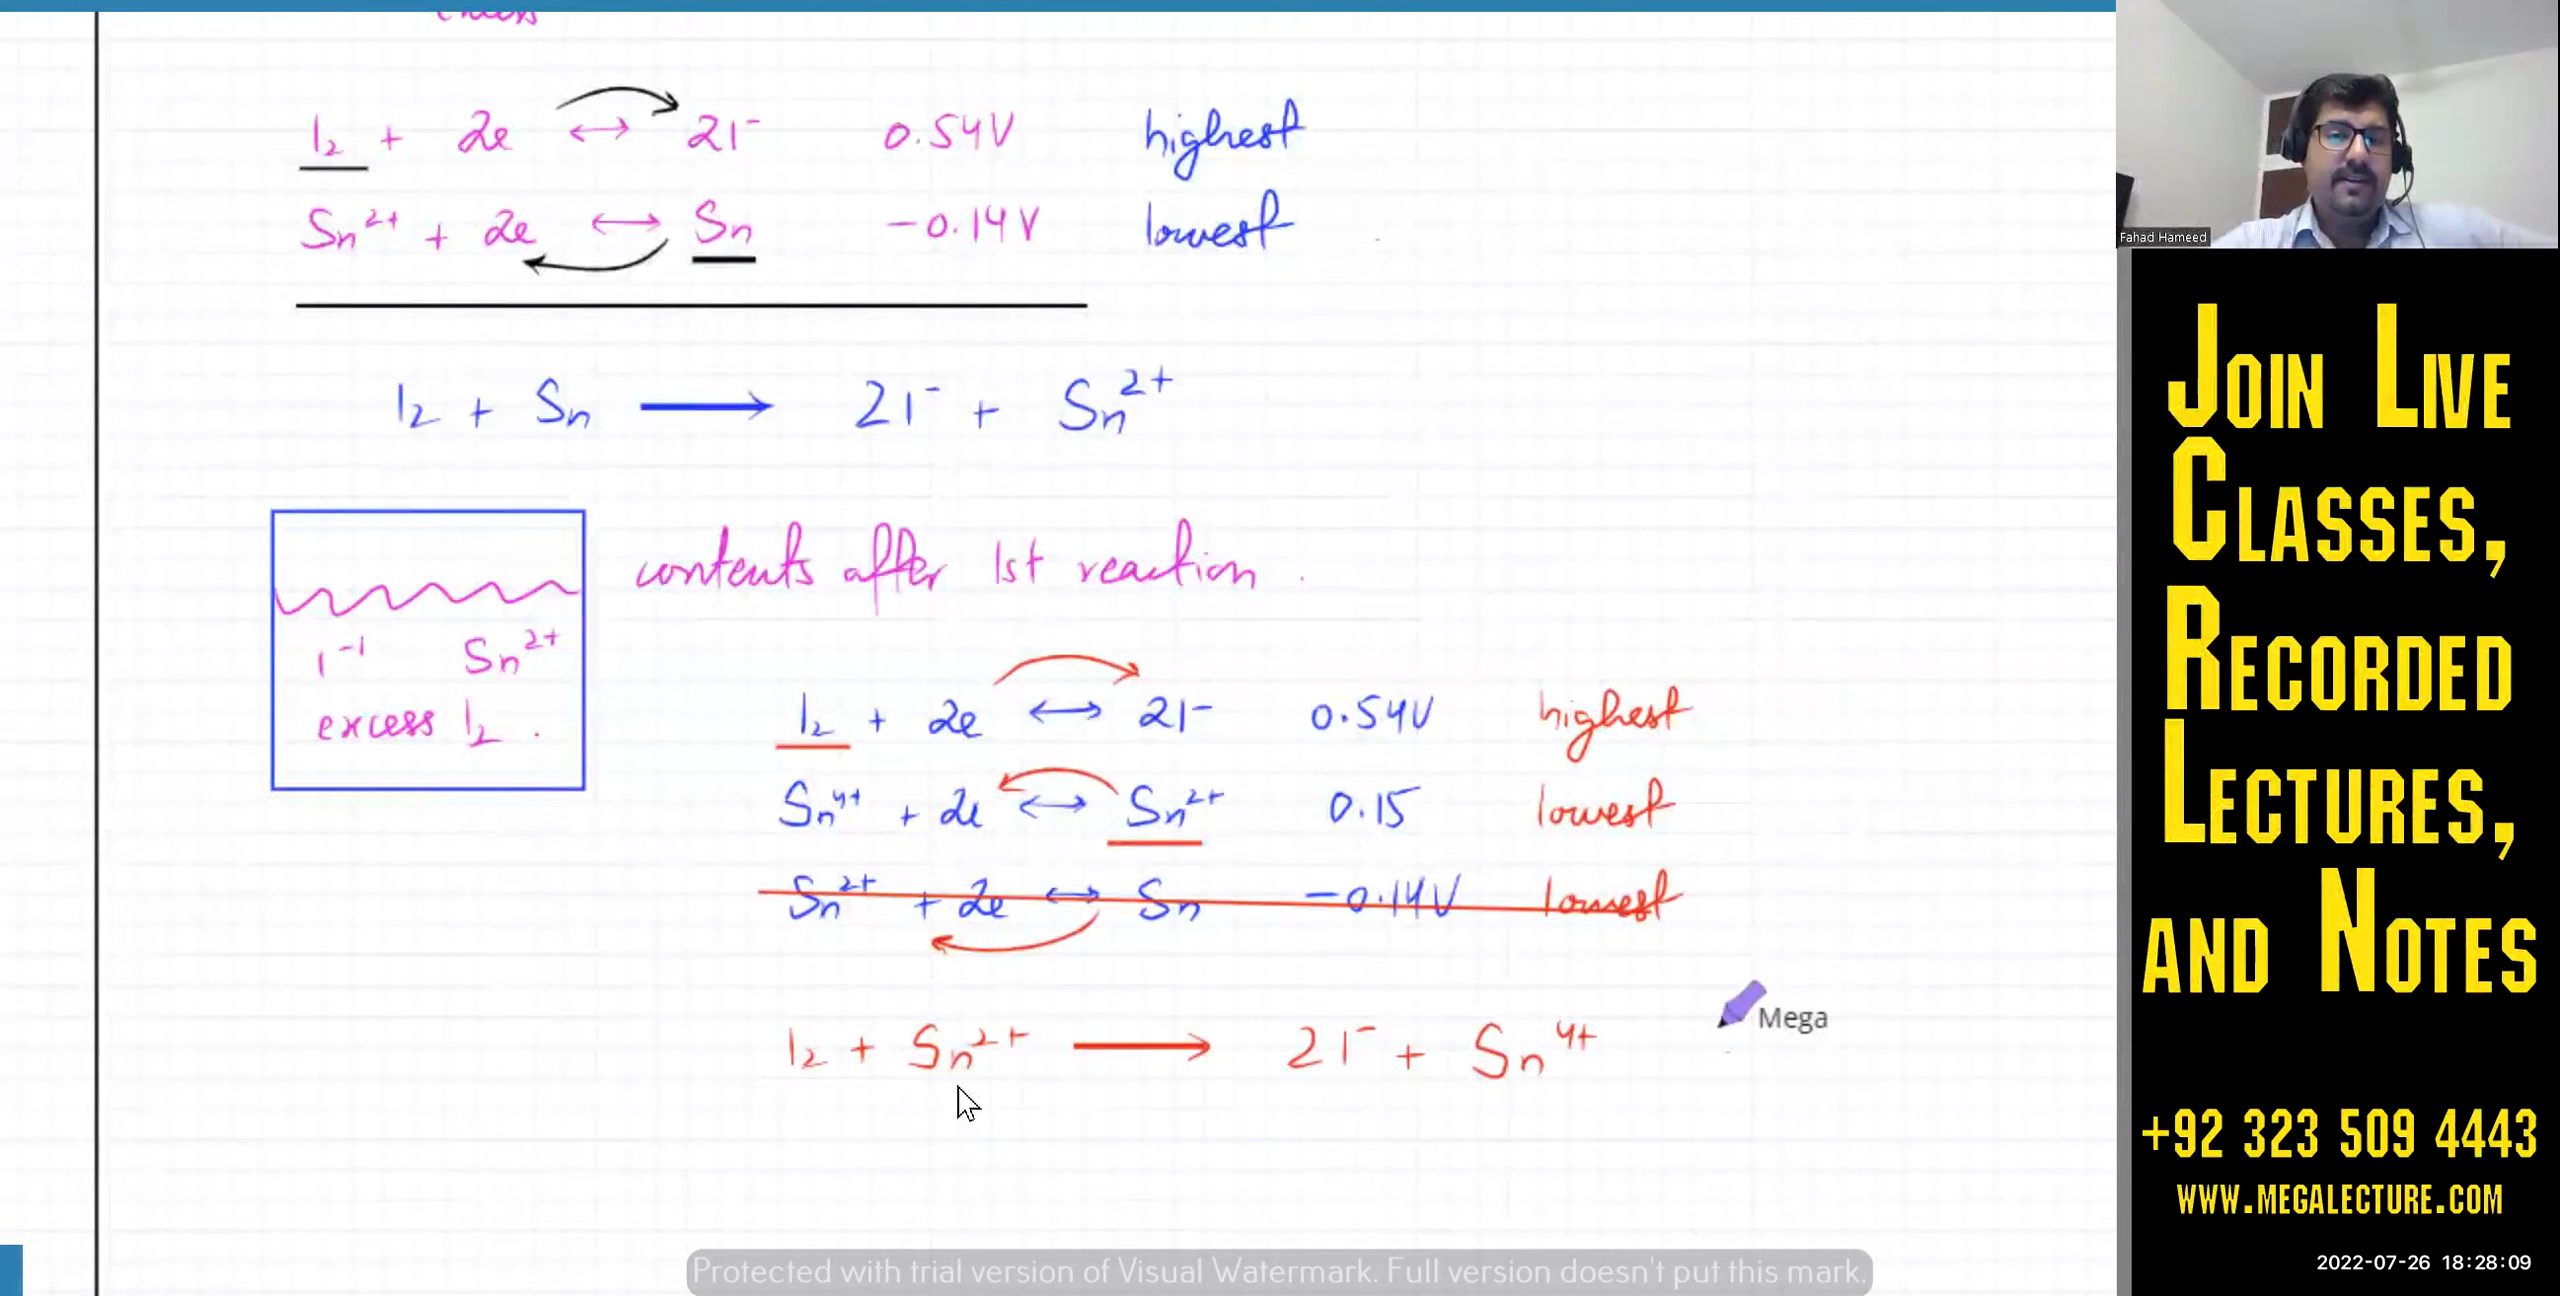 excess
I₂ + 2e ⟷ 2I⁻ 0.54V highest
Sn²⁺ + 2e ⟷ Sn −0.14V lowest
I₂ + Sn ⟶ 2I⁻ + Sn²⁺
contents after 1st reaction.
I⁻¹ Sn²⁺
excess I₂.
I₂ + 2e ⟷ 2I⁻ 0.54V highest
Sn⁴⁺ + 2e ⟷ Sn²⁺ 0.15 lowest
Sn²⁺ + 2e ⟷ Sn −0.14V lowest
I₂ + Sn²⁺ ⟶ 2I⁻ + Sn⁴⁺
Mega
Fahad Hameed
JOIN LIVE
CLASSES,
RECORDED
LECTURES,
AND NOTES
+92 323 509 4443
WWW.MEGALECTURE.COM
2022-07-26 18:28:09
Protected with trial version of Visual Watermark. Full version doesn't put this mark.